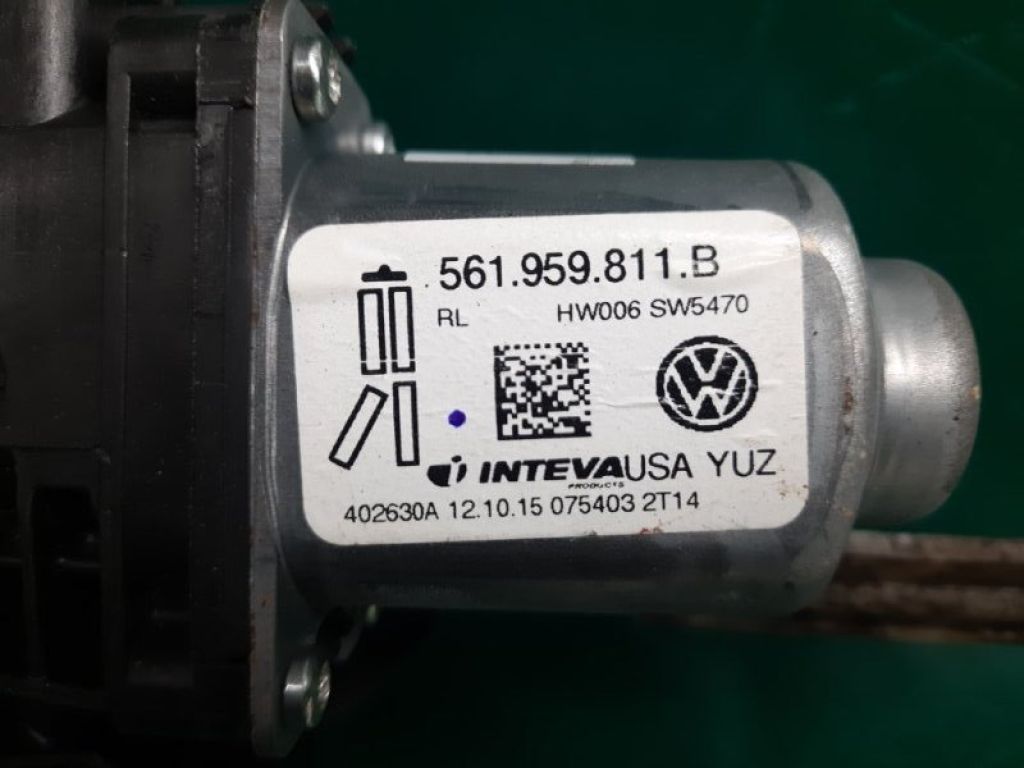 561.959.811.B
RL HW006 SW5470
INTEVA USA YUZ
PRODUCTS
402630A 12.10.15 075403 2T14